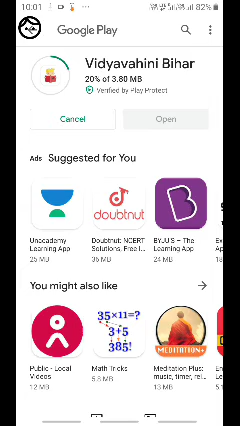 10:01
82%
Google Play
Vidyavahini Bihar
20% of 3.80 MB
Verified by Play Protect
Cancel
Open
Ads Suggested for You
doubtnut
B
Unacademy Learning App
25 MB
Doubtnut: NCERT Solutions, Free I...
36 MB
BYJU'S – The Learning App
24 MB
You might also like
35×11=?
3+5
385!
MEDITATION+
Public - Local Videos
12 MB
Math Tricks
5.8 MB
Meditation Plus: music, timer, rel...
13 MB